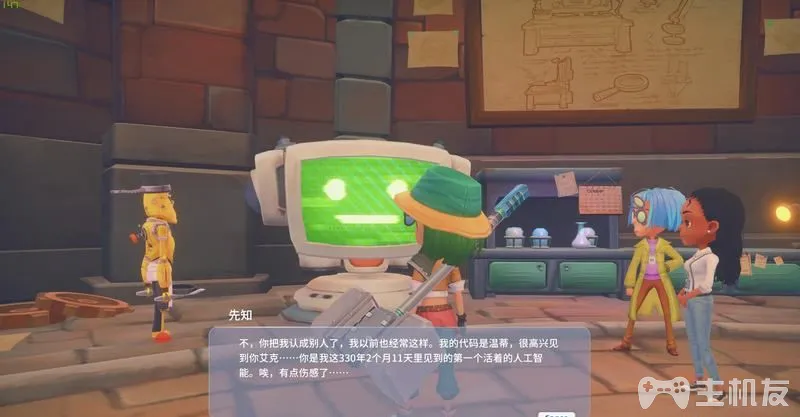 147
October
先知
不，你把我认成别人了，我以前也经常这样。我的代码是温蒂，很高兴见
到你艾克……你是我这330年2个月11天里见到的第一个活着的人工智
能。唉，有点伤感了……
Space
主机友